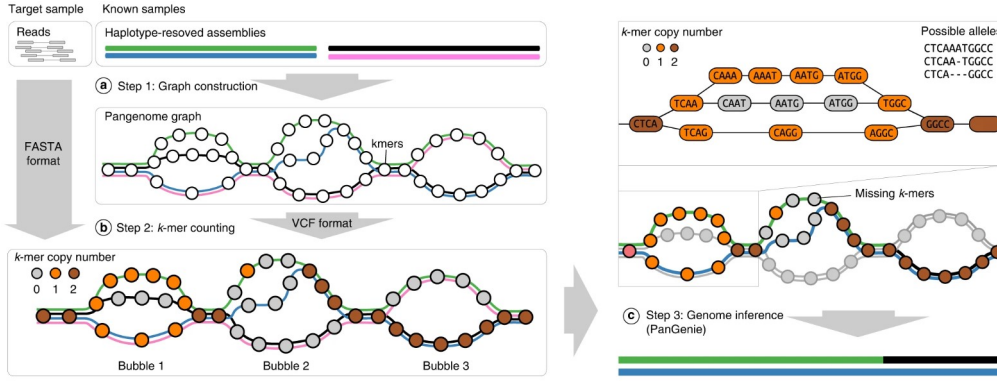 Target sample
Known samples
Reads
Haplotype-resoved assemblies
a Step 1: Graph construction
Pangenome graph
kmers
FASTA
format
b Step 2: k-mer counting
VCF format
k-mer copy number
0 1 2
Bubble 1
Bubble 2
Bubble 3
k-mer copy number
0 1 2
Possible alleles
CTCAAATGGCC
CTCAA-TGGCC
CTCA---GGCC
CAAA AAAT AATG ATGG
TCAA CAAT AATG ATGG TGGC
CTCA GGCC
TCAG CAGG AGGC
Missing k-mers
c Step 3: Genome inference
(PanGenie)